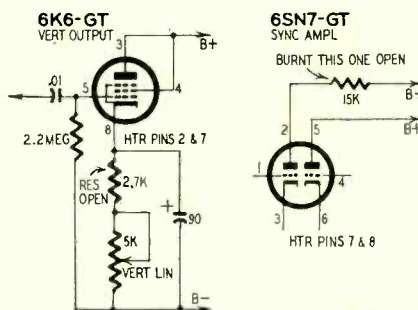 6K6-GT
VERT OUTPUT
3
B+
.01
5
4
2.2MEG
8
HTR PINS 2 & 7
RES
OPEN
2.7K
+
90
5K
VERT LIN
B-
6SN7-GT
SYNC AMPL
BURNT THIS ONE OPEN
15K
B+
2
5
B+
1
4
3
6
HTR PINS 7 & 8